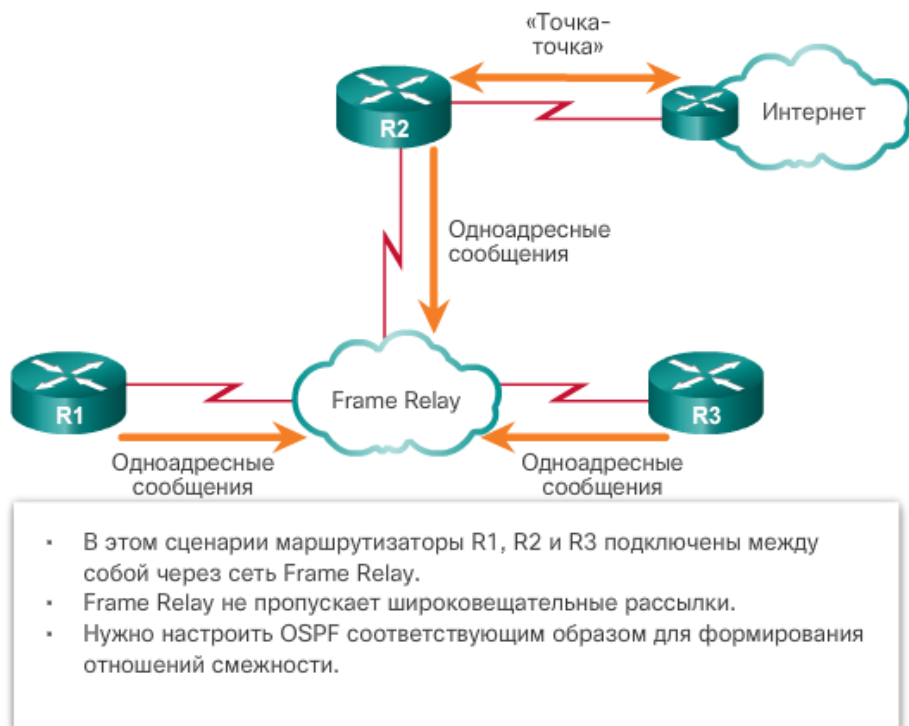 «Точка-
точка»
R2
Интернет
Одноадресные
сообщения
R1
Frame Relay
R3
Одноадресные
сообщения
Одноадресные
сообщения
▪ В этом сценарии маршрутизаторы R1, R2 и R3 подключены между
собой через сеть Frame Relay.
▪ Frame Relay не пропускает широковещательные рассылки.
▪ Нужно настроить OSPF соответствующим образом для формирования
отношений смежности.